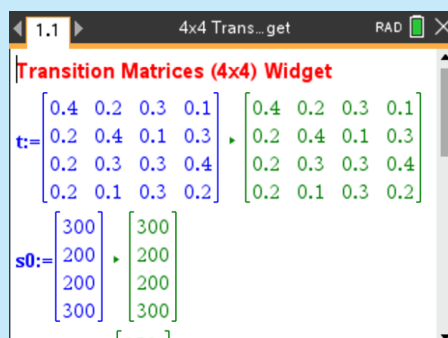 1.1 4x4 Trans...get RAD
Transition Matrices (4x4) Widget
0.4 0.2 0.3 0.1 0.4 0.2 0.3 0.1
0.2 0.4 0.1 0.3 0.2 0.4 0.1 0.3
t:= ▸
0.2 0.3 0.3 0.4 0.2 0.3 0.3 0.4
0.2 0.1 0.3 0.2 0.2 0.1 0.3 0.2
300 300
200 200
s0:= ▸
200 200
300 300